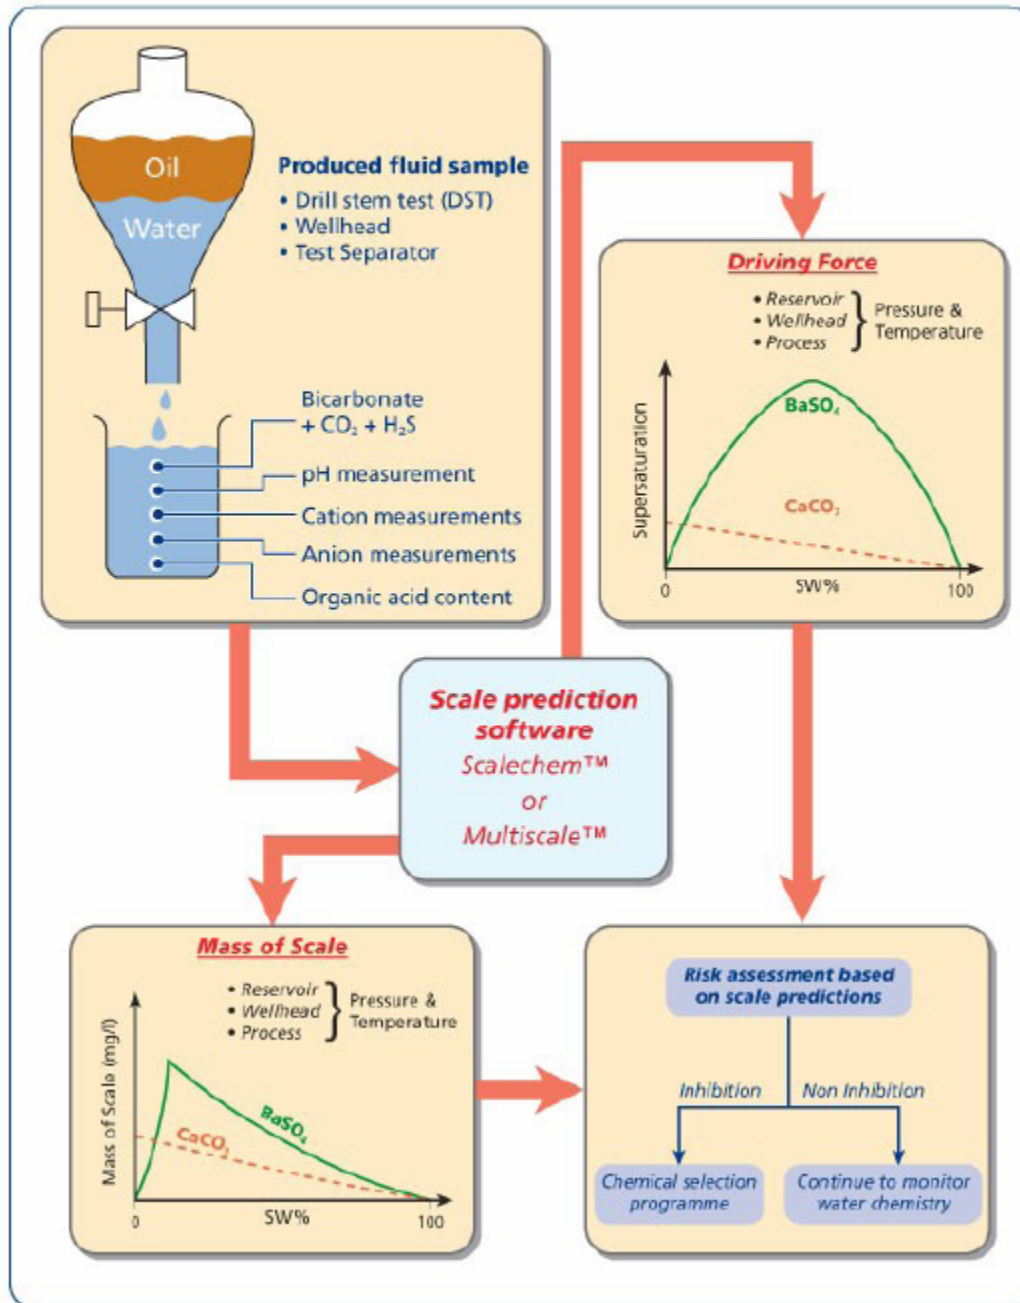 Oil
Water
Produced fluid sample
• Drill stem test (DST)
• Wellhead
• Test Separator
Bicarbonate
+ CO₂ + H₂S
pH measurement
Cation measurements
Anion measurements
Organic acid content
Driving Force
• Reservoir
• Wellhead
• Process
Pressure &
Temperature
Supersaturation
BaSO₄
CaCO₃
0
SW%
100
Scale prediction
software
Scalechem™
or
Multiscale™
Mass of Scale
• Reservoir
• Wellhead
• Process
Pressure &
Temperature
Mass of Scale (mg/l)
BaSO₄
CaCO₃
0
SW%
100
Risk assessment based
on scale predictions
Inhibition
Non Inhibition
Chemical selection
programme
Continue to monitor
water chemistry